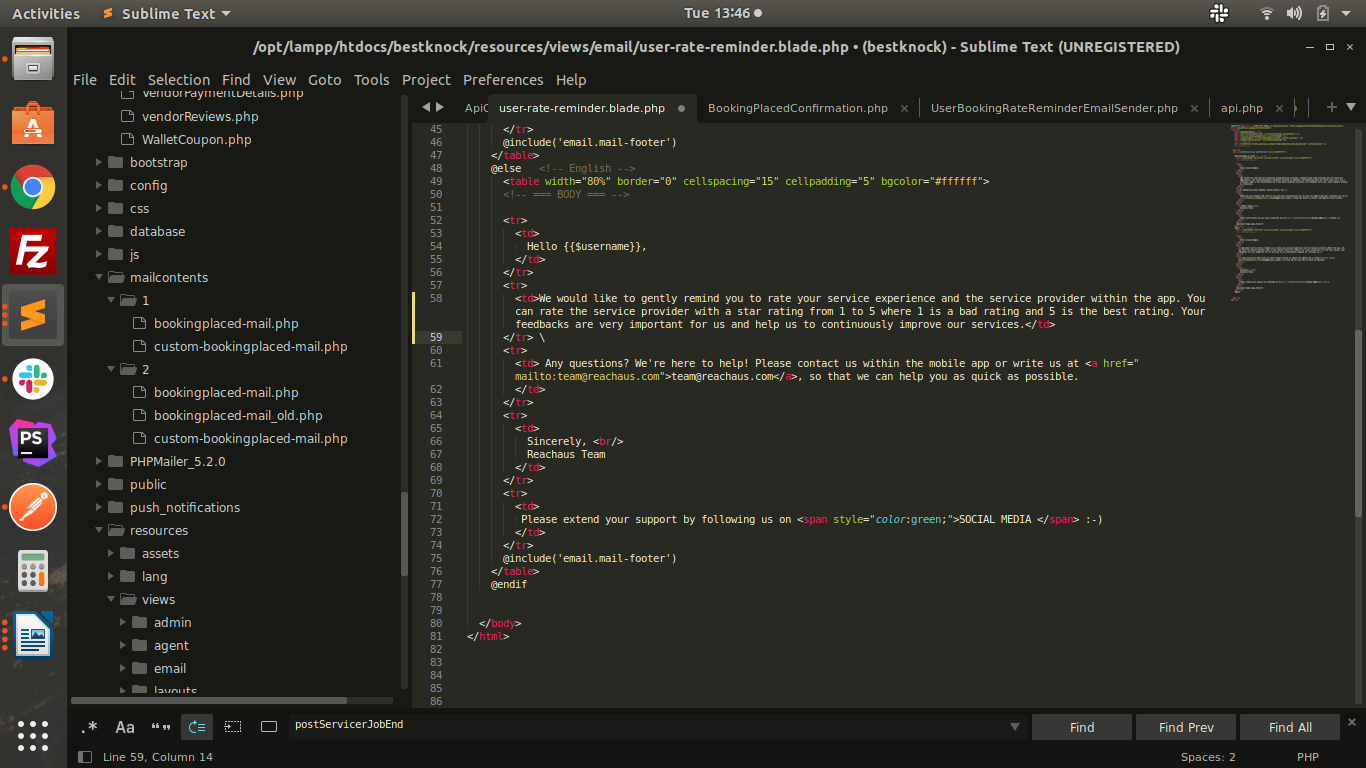 Activities
Sublime Text
Tue 13:46
/opt/lampp/htdocs/bestknock/resources/views/email/user-rate-reminder.blade.php • (bestknock) - Sublime Text (UNREGISTERED)
File Edit Selection Find View Goto Tools Project Preferences Help
VendorPaymentDetails.php
vendorReviews.php
WalletCoupon.php
bootstrap
config
css
database
js
mailcontents
1
bookingplaced-mail.php
custom-bookingplaced-mail.php
2
bookingplaced-mail.php
bookingplaced-mail_old.php
custom-bookingplaced-mail.php
PHPMailer_5.2.0
public
push_notifications
resources
assets
lang
views
admin
agent
email
layouts
ApiC
user-rate-reminder.blade.php
BookingPlacedConfirmation.php
UserBookingRateReminderEmailSender.php
api.php
45 </tr>
46 @include('email.mail-footer')
47 </table>
48 @else <!-- English -->
49 <table width="80%" border="0" cellspacing="15" cellpadding="5" bgcolor="#ffffff">
50 <!-- === BODY === -->
51
52 <tr>
53 <td>
54 Hello {{$username}},
55 </td>
56 </tr>
57 <tr>
58 <td>We would like to gently remind you to rate your service experience and the service provider within the app. You
can rate the service provider with a star rating from 1 to 5 where 1 is a bad rating and 5 is the best rating. Your
feedbacks are very important for us and help us to continuously improve our services.</td>
59 </tr> \
60 <tr>
61 <td> Any questions? We're here to help! Please contact us within the mobile app or write us at <a href="
mailto:team@reachaus.com">team@reachaus.com</a>, so that we can help you as quick as possible.
62 </td>
63 </tr>
64 <tr>
65 <td>
66 Sincerely, <br/>
67 Reachaus Team
68 </td>
69 </tr>
70 <tr>
71 <td>
72 Please extend your support by following us on <span style="color:green;">SOCIAL MEDIA </span> :-)
73 </td>
74 </tr>
75 @include('email.mail-footer')
76 </table>
77 @endif
78
79
80 </body>
81 </html>
82
83
84
85
86
.* Aa “” postServicerJobEnd Find Find Prev Find All
Line 59, Column 14
Spaces: 2
PHP
FZ
PS